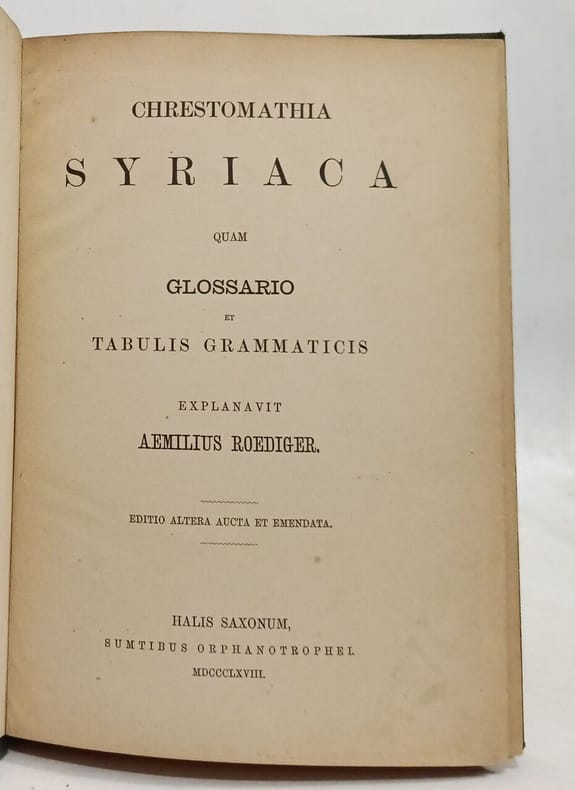 CHRESTOMATHIA
SYRIACA
QUAM
GLOSSARIO
ET
TABULIS GRAMMATICIS
EXPLANAVIT
AEMILIUS ROEDIGER.
EDITIO ALTERA AUCTA ET EMENDATA.
HALIS SAXONUM,
SUMTIBUS ORPHANOTROPHEI.
MDCCCLXVIII.